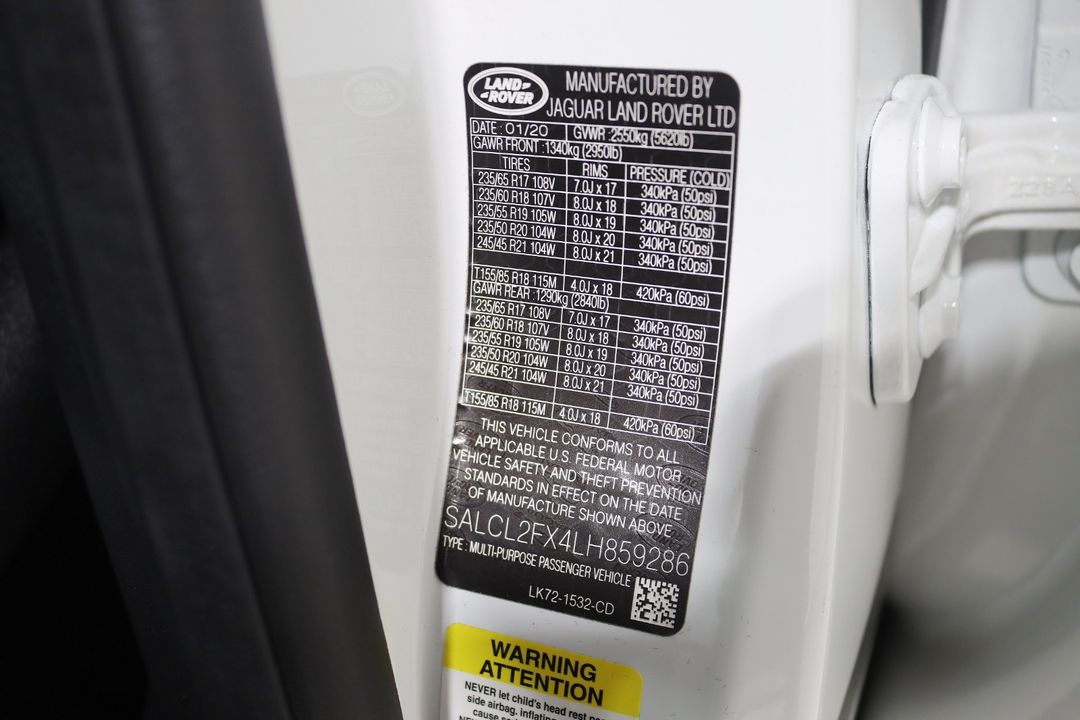 LAND ROVER
MANUFACTURED BY
JAGUAR LAND ROVER LTD
DATE : 01/20 GVWR :2550kg (5620lb)
GAWR FRONT :1340kg (2950lb)
TIRES RIMS PRESSURE (COLD)
235/65 R17 108V 7.0J x 17 340kPa (50psi)
235/60 R18 107V 8.0J x 18 340kPa (50psi)
235/55 R19 105W 8.0J x 19 340kPa (50psi)
235/50 R20 104W 8.0J x 20 340kPa (50psi)
245/45 R21 104W 8.0J x 21 340kPa (50psi)
T155/85 R18 115M 4.0J x 18 420kPa (60psi)
GAWR REAR : 1290kg (2840lb)
235/65 R17 108V 7.0J x 17 340kPa (50psi)
235/60 R18 107V 8.0J x 18 340kPa (50psi)
235/55 R19 105W 8.0J x 19 340kPa (50psi)
235/50 R20 104W 8.0J x 20 340kPa (50psi)
245/45 R21 104W 8.0J x 21 340kPa (50psi)
T155/85 R18 115M 4.0J x 18 420kPa (60psi)
THIS VEHICLE CONFORMS TO ALL
APPLICABLE U.S. FEDERAL MOTOR
VEHICLE SAFETY AND THEFT PREVENTION
STANDARDS IN EFFECT ON THE DATE
OF MANUFACTURE SHOWN ABOVE
SALCL2FX4LH859286
TYPE : MULTI-PURPOSE PASSENGER VEHICLE
LK72-1532-CD
WARNING
ATTENTION
NEVER let child's head rest
side airbag. inflating
cause